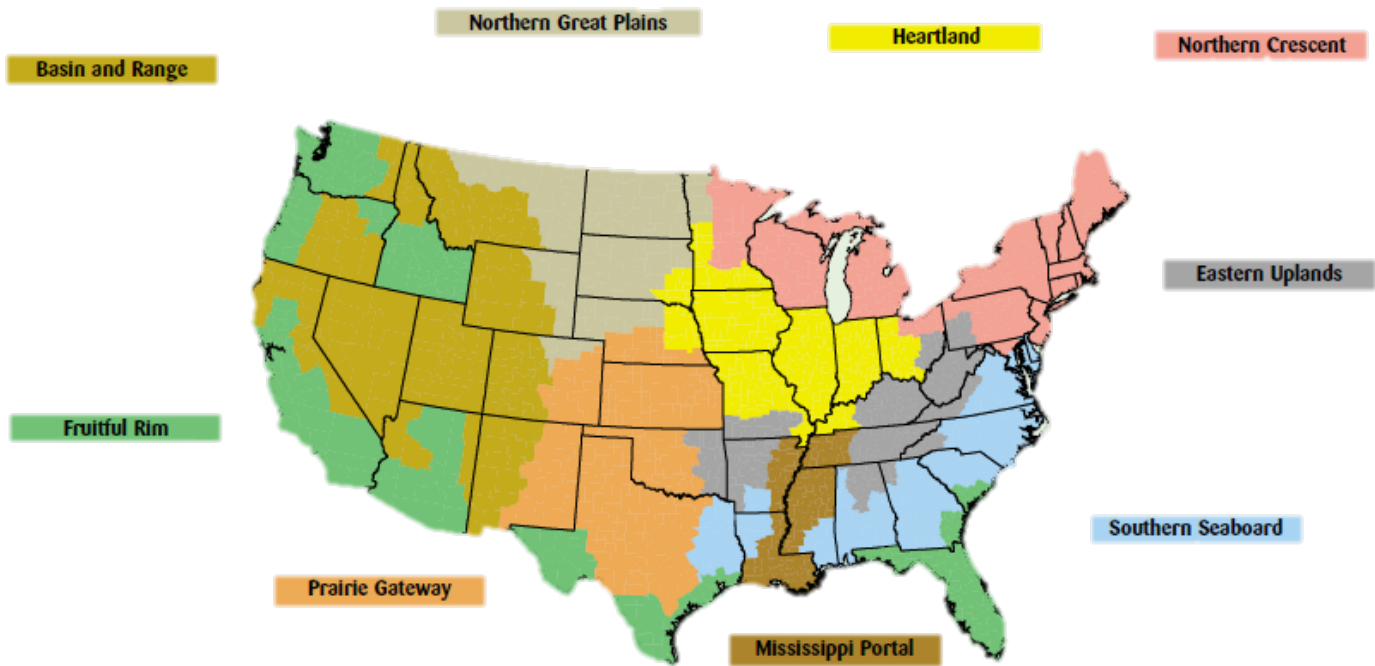 Northern Great Plains
Heartland
Northern Crescent
Basin and Range
Eastern Uplands
Fruitful Rim
Southern Seaboard
Prairie Gateway
Mississippi Portal